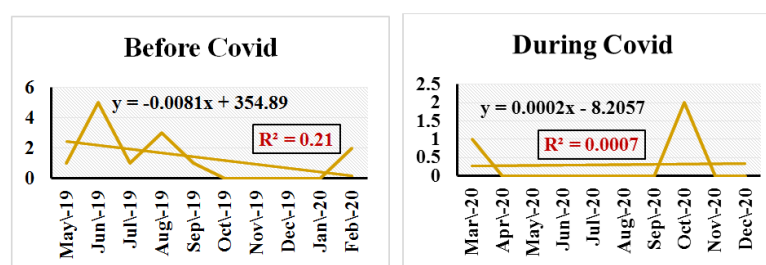 Before Covid
6
4
2
0
y = -0.0081x + 354.89
R² = 0.21
May\-19
Jun\-19
Jul\-19
Aug\-19
Sep\-19
Oct\-19
Nov\-19
Dec\-19
Jan\-20
Feb\-20
During Covid
2.5
2
1.5
1
0.5
0
y = 0.0002x - 8.2057
R² = 0.0007
Mar\-20
Apr\-20
May\-20
Jun\-20
Jul\-20
Aug\-20
Sep\-20
Oct\-20
Nov\-20
Dec\-20